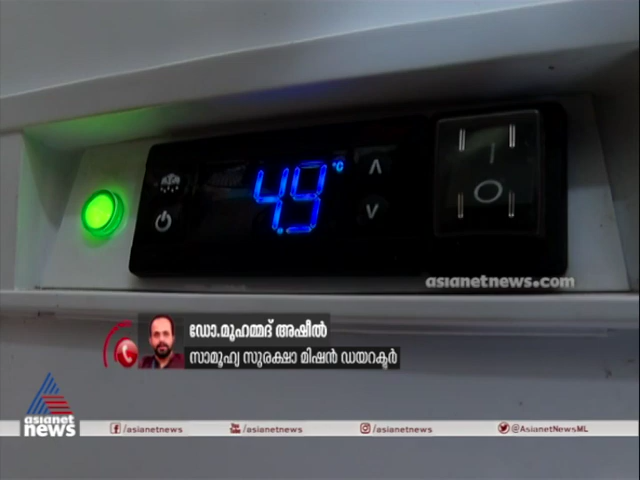 4.9 °C
asianetnews.com
ഡോ.മുഹമ്മദ് അഷീൽ
സാമൂഹ്യ സുരക്ഷാ മിഷൻ ഡയറക്ടർ
asianet
news
/asianetnews
/asianetnews
/asianetnews
@AsianetNewsML